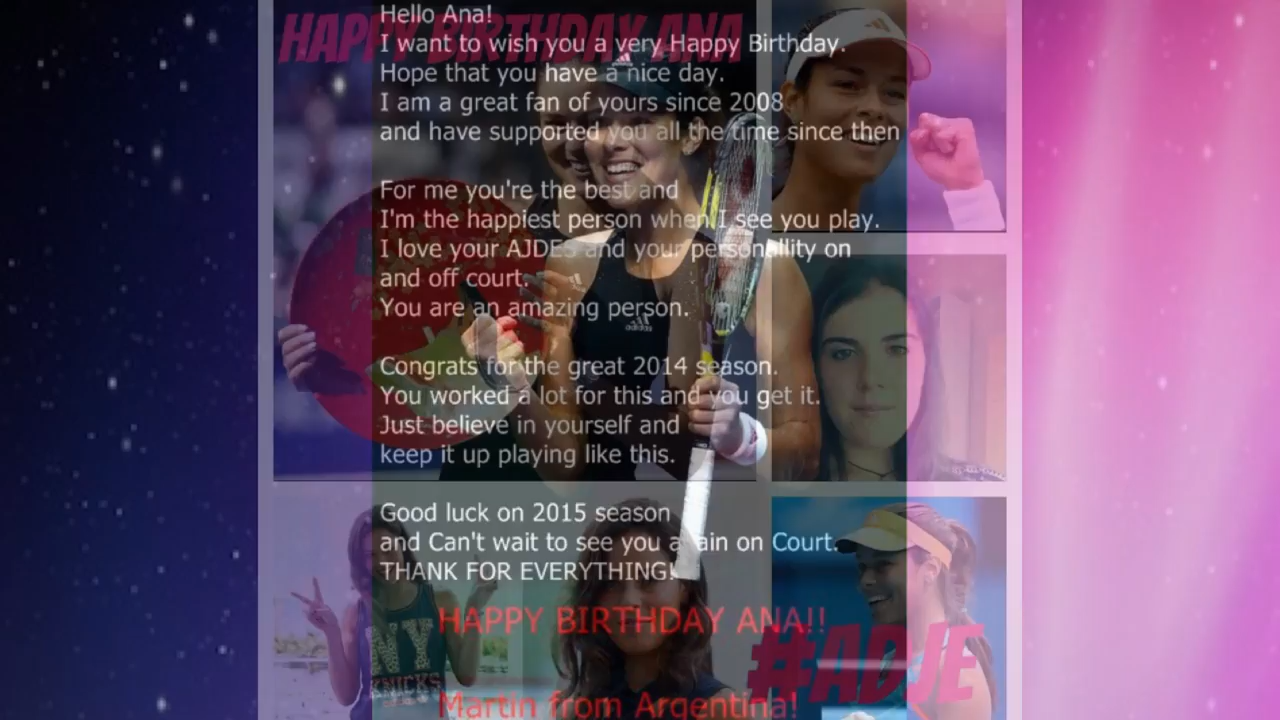 HAPPY BIRTHDAY ANA
Hello Ana!
I want to wish you a very Happy Birthday.
Hope that you have a nice day.
I am a great fan of yours since 2008
and have supported you all the time since then
For me you're the best and
I'm the happiest person when I see you play.
I love your AJDES and your personallity on
and off court.
You are an amazing person.
adidas
Congrats for the great 2014 season.
You worked a lot for this and you get it.
Just believe in yourself and
keep it up playing like this.
Good luck on 2015 season
and Can't wait to see you again on Court.
THANK FOR EVERYTHING!
HAPPY BIRTHDAY ANA!!
#ADJE
NY
KNICKS
Martín from Argentina!